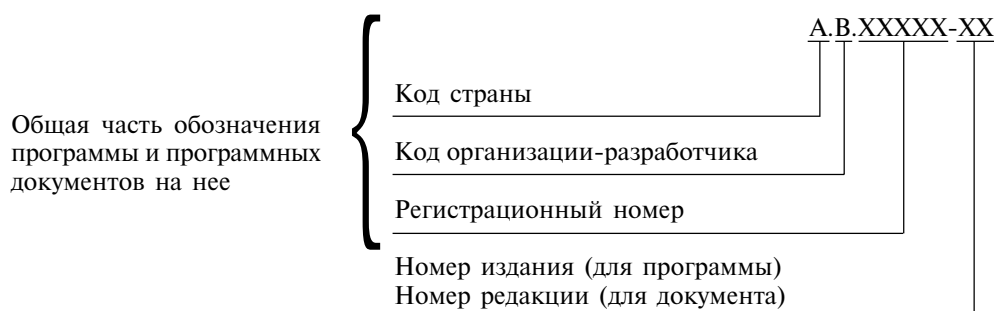 А.В.ХХХХХ-ХХ
Код страны
Общая часть обозначения
программы и программных
документов на нее
Код организации-разработчика
Регистрационный номер
Номер издания (для программы)
Номер редакции (для документа)